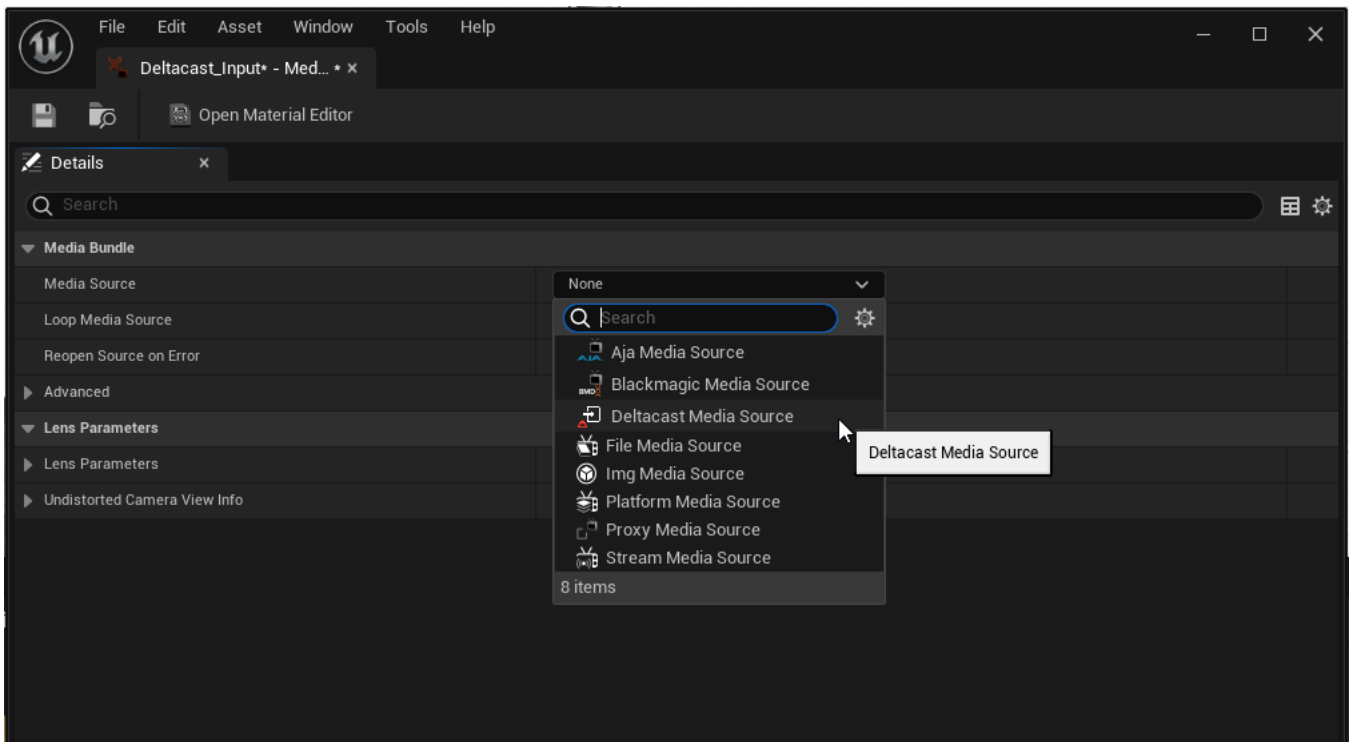 File Edit Asset Window Tools Help
Deltacast_Input* - Med... *
Open Material Editor
Details
Search
Media Bundle
Media Source None
Search
Loop Media Source
Reopen Source on Error
Aja Media Source
Blackmagic Media Source
Deltacast Media Source
Deltacast Media Source
File Media Source
Img Media Source
Platform Media Source
Proxy Media Source
Stream Media Source
8 items
Advanced
Lens Parameters
Lens Parameters
Undistorted Camera View Info
AJA
BMD